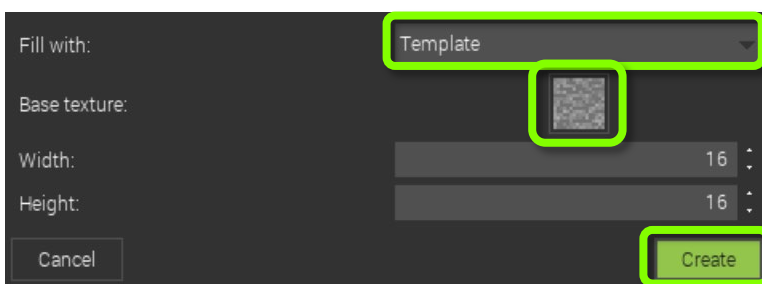 Fill with: Template
Base texture:
Width: 16
Height: 16
Cancel Create